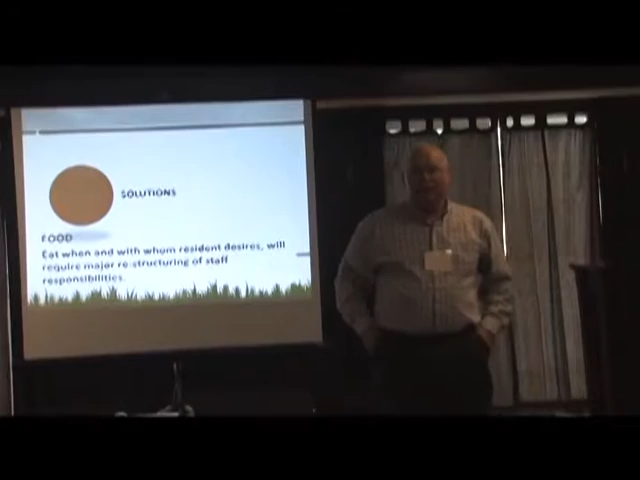 SOLUTIONS
FOOD
Eat when and with whom resident desires, will
require major re-structuring of staff
responsibilities.